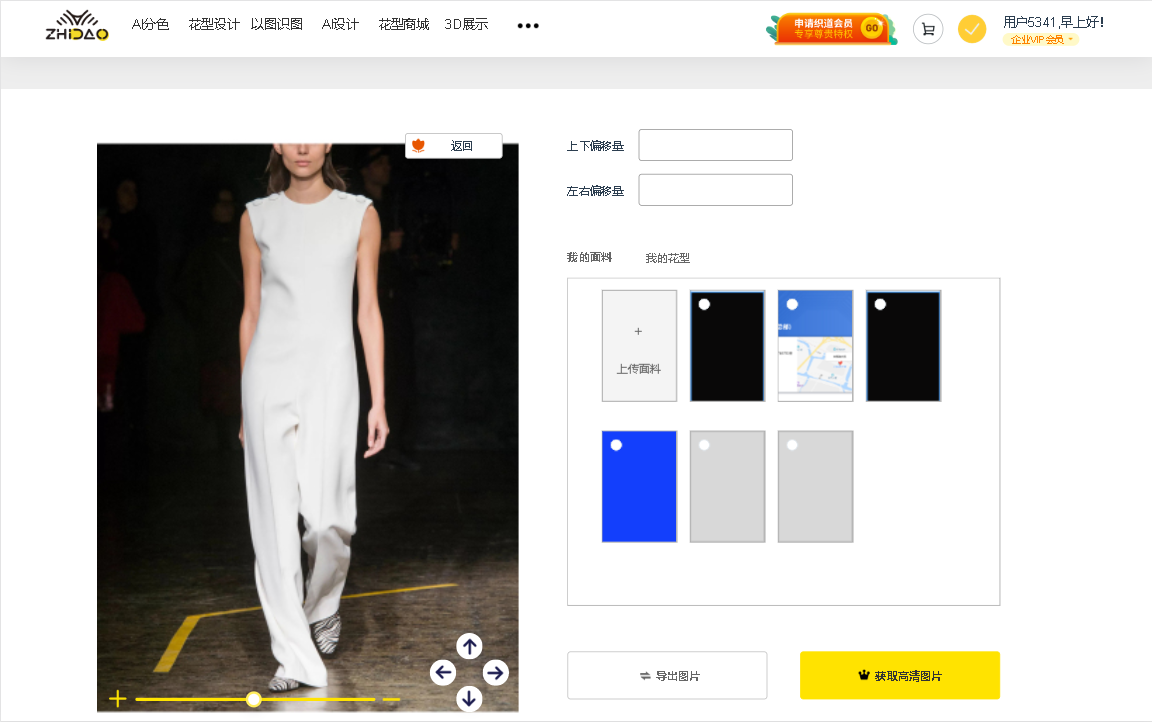 ZHIDAO
AI分色
花型设计
以图识图
AI设计
花型商城
3D展示
申请织道会员
专享尊贵特权
GO
用户5341,早上好!
企业VIP会员
返回
上下偏移量
左右偏移量
我的面料
我的花型
+
上传面料
导出图片
获取高清图片